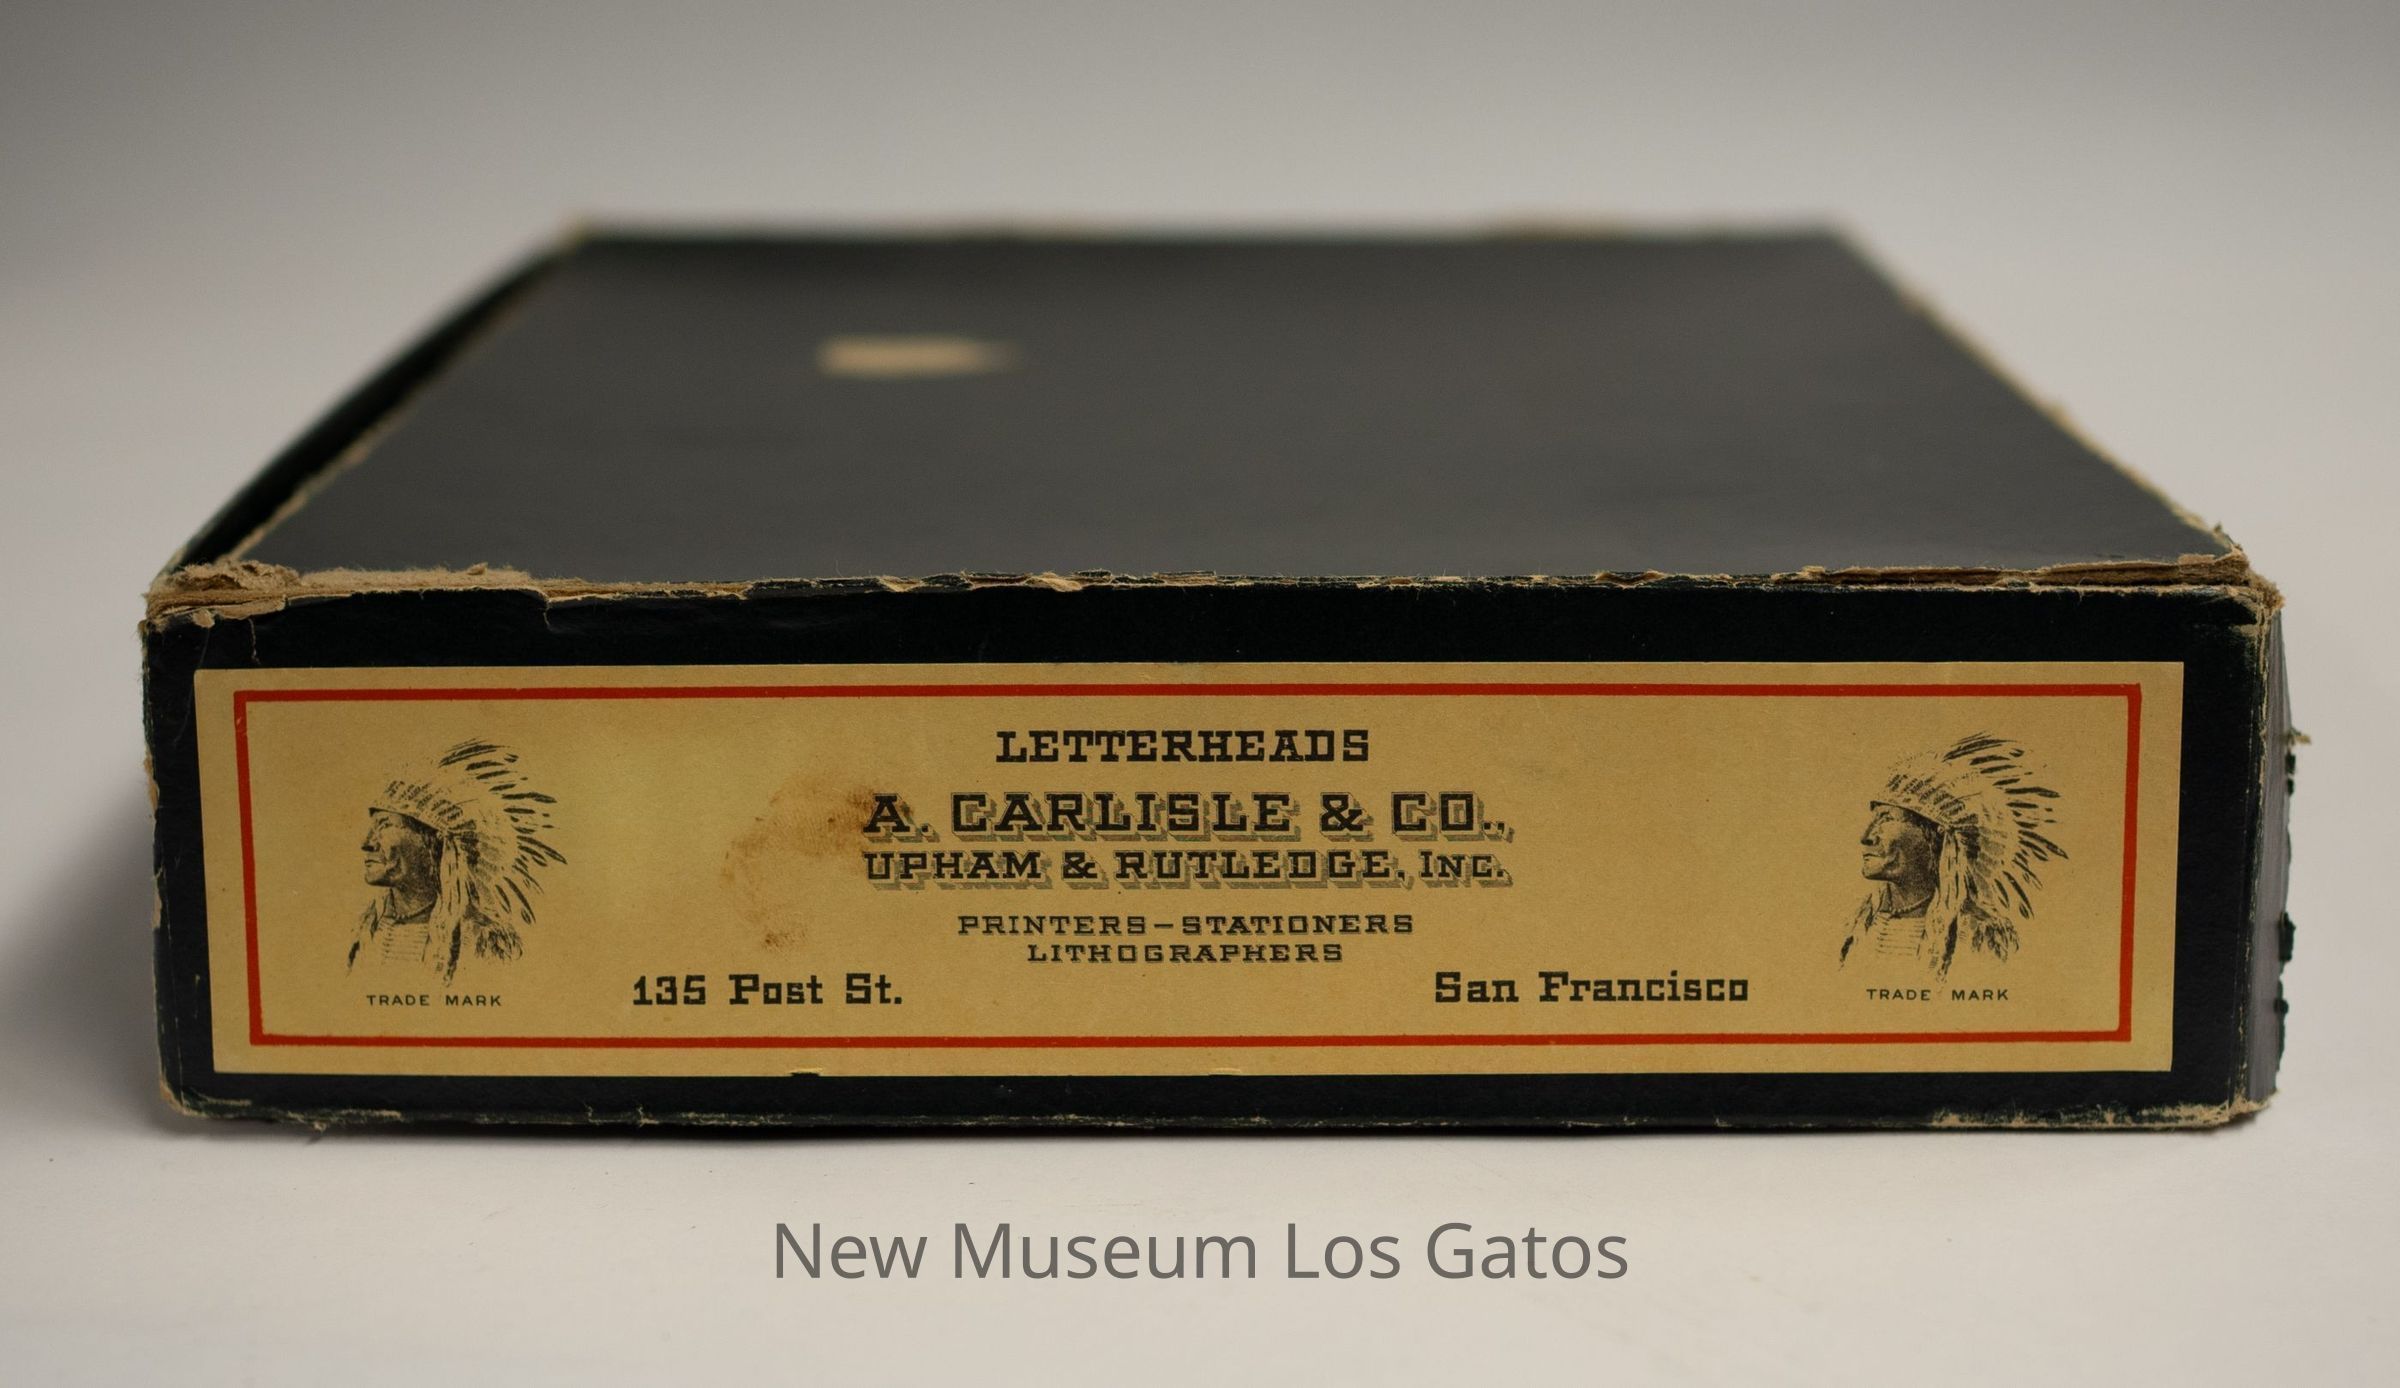 LETTERHEADS
A. CARLISLE & CO.,
UPHAM & RUTLEDGE, INC.
PRINTERS-STATIONERS
LITHOGRAPHERS
135 Post St. San Francisco
TRADE MARK TRADE MARK
New Museum Los Gatos